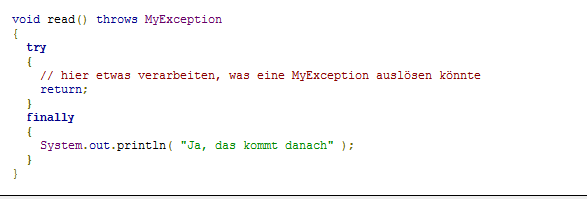 void read() throws MyException
{
try
{
// hier etwas verarbeiten, was eine MyException auslösen könnte
return;
}
finally
{
System.out.println( "Ja, das kommt danach" );
}
}